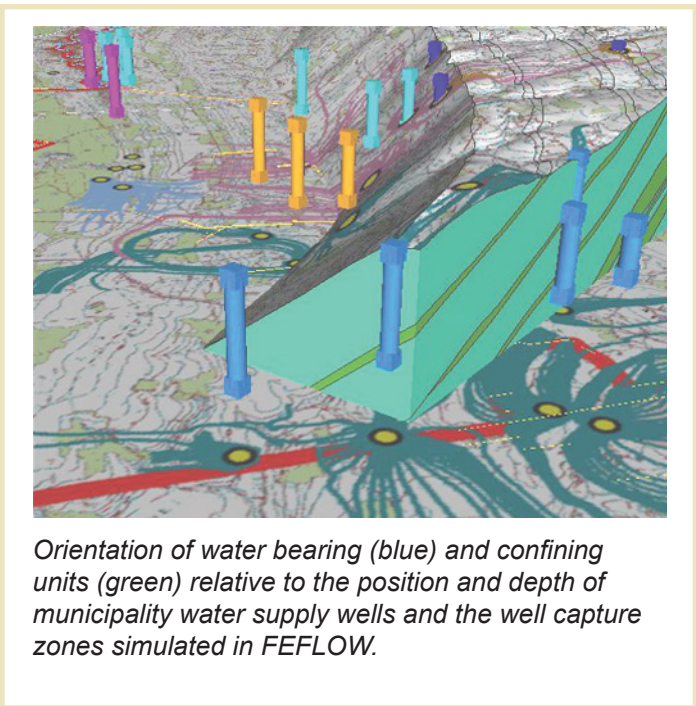 Orientation of water bearing (blue) and confining
units (green) relative to the position and depth of
municipality water supply wells and the well capture
zones simulated in FEFLOW.